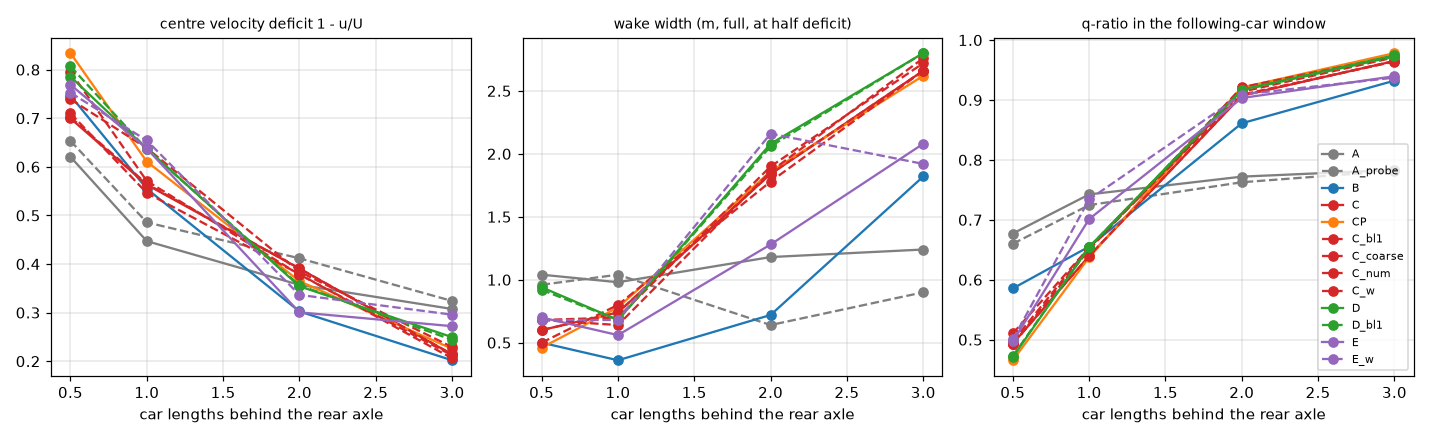 centre velocity deficit 1 - u/U
0.8
0.7
0.6
0.5
0.4
0.3
0.2
0.5 1.0 1.5 2.0 2.5 3.0
car lengths behind the rear axle
wake width (m, full, at half deficit)
2.5
2.0
1.5
1.0
0.5
0.5 1.0 1.5 2.0 2.5 3.0
car lengths behind the rear axle
q-ratio in the following-car window
1.0
0.9
0.8
0.7
0.6
0.5
A
A_probe
B
C
CP
C_bl1
C_coarse
C_num
C_w
D
D_bl1
E
E_w
0.5 1.0 1.5 2.0 2.5 3.0
car lengths behind the rear axle